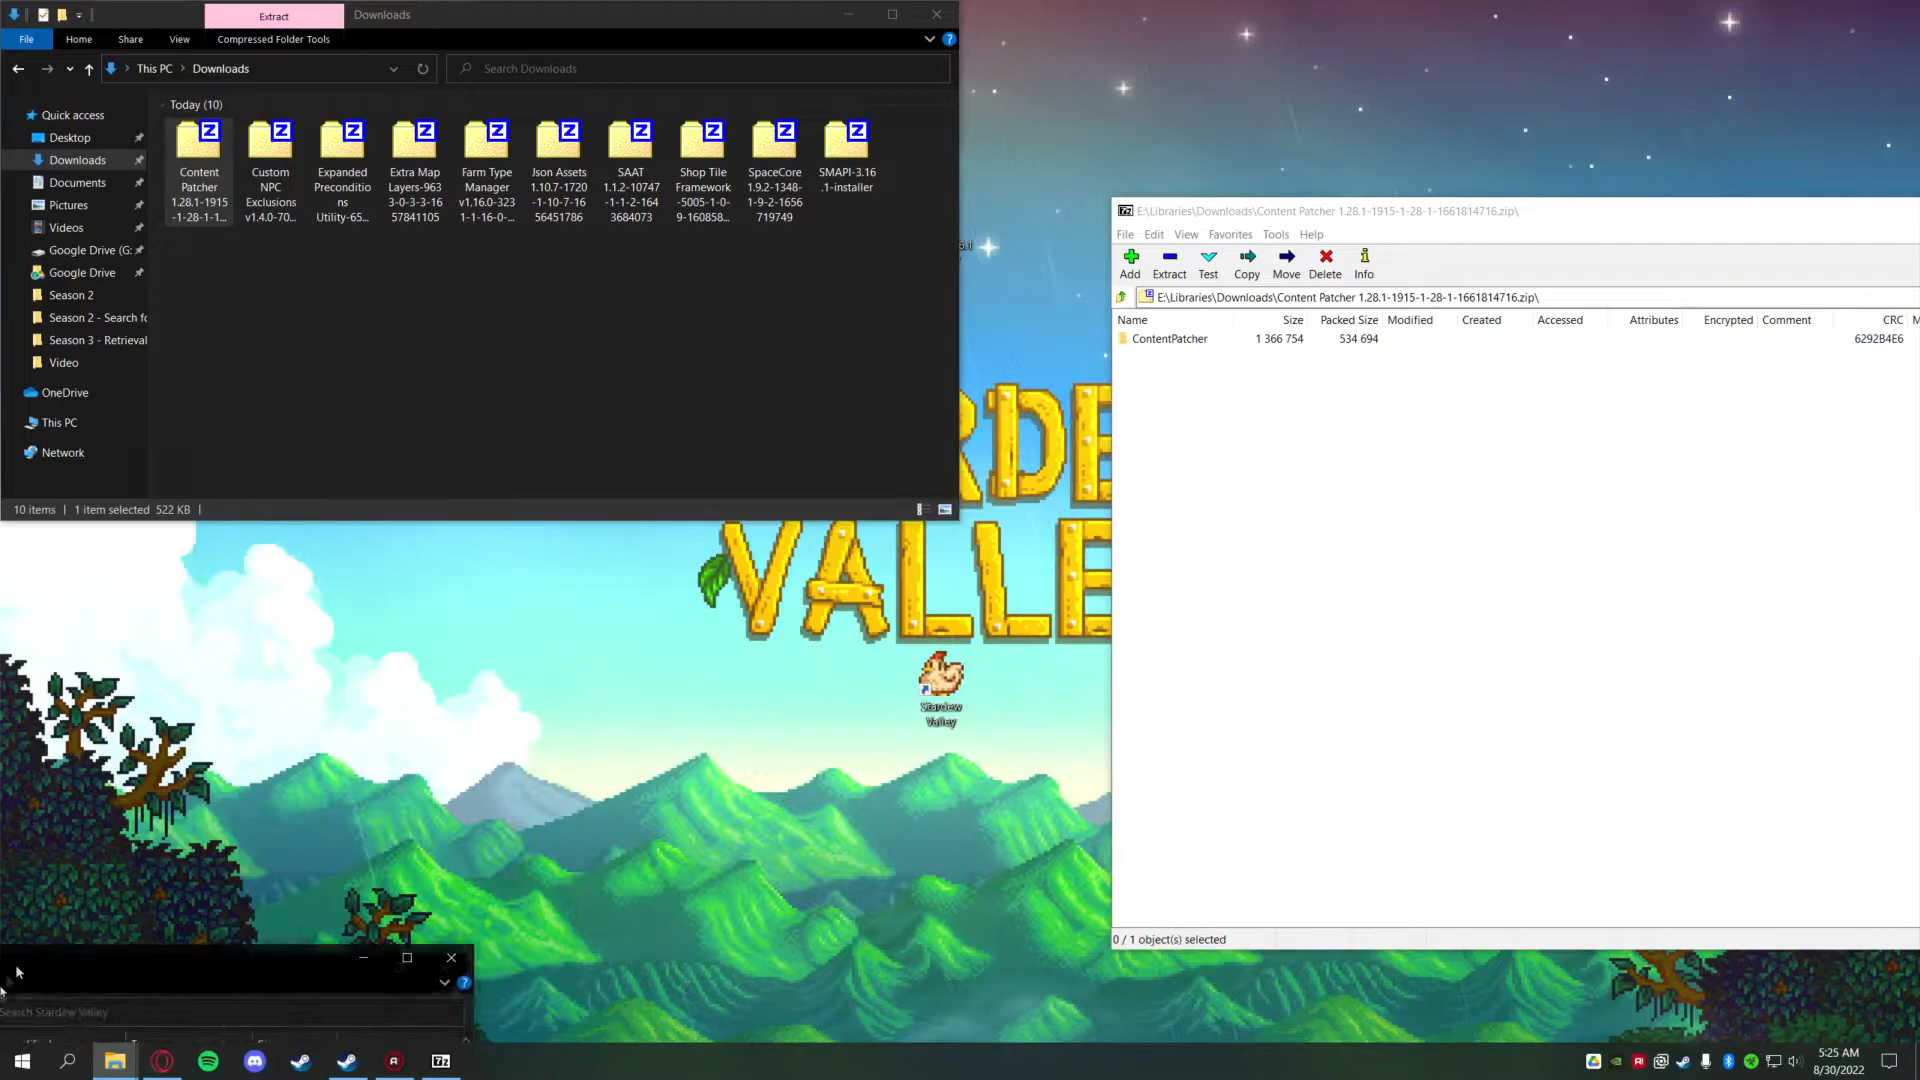 Extract
Downloads
File
Home
Share
View
Compressed Folder Tools
This PC
Downloads
Search Downloads
Quick access
Desktop
Downloads
Documents
Pictures
Videos
Google Drive (G:
Google Drive
Season 2
Season 2 - Search fo
Season 3 - Retrieval
Video
OneDrive
This PC
Network
Today (10)
Content
Patcher
1.28.1-1915
-1-28-1-1...
Custom
NPC
Exclusions
v1.4.0-70...
Expanded
Preconditio
ns
Utility-65...
Extra Map
Layers-963
3-0-3-3-16
57841105
Farm Type
Manager
v1.16.0-323
1-1-16-0-...
Json Assets
1.10.7-1720
-1-10-7-16
56451786
SAAT
1.1.2-10747
-1-1-2-164
3684073
Shop Tile
Framework
-5005-1-0-
9-160858...
SpaceCore
1.9.2-1348-
1-9-2-1656
719749
SMAPI-3.16
.1-installer
10 items
1 item selected 522 KB
E:\Libraries\Downloads\Content Patcher 1.28.1-1915-1-28-1-1661814716.zip\
File Edit View Favorites Tools Help
Add Extract Test Copy Move Delete Info
E:\Libraries\Downloads\Content Patcher 1.28.1-1915-1-28-1-1661814716.zip\
Name Size Packed Size Modified Created Accessed Attributes Encrypted Comment CRC M
ContentPatcher 1 366 754 534 694 6292B4E6
0 / 1 object(s) selected
RDE
VALLE
Stardew
Valley
Search Stardew Valley
5:25 AM
8/30/2022